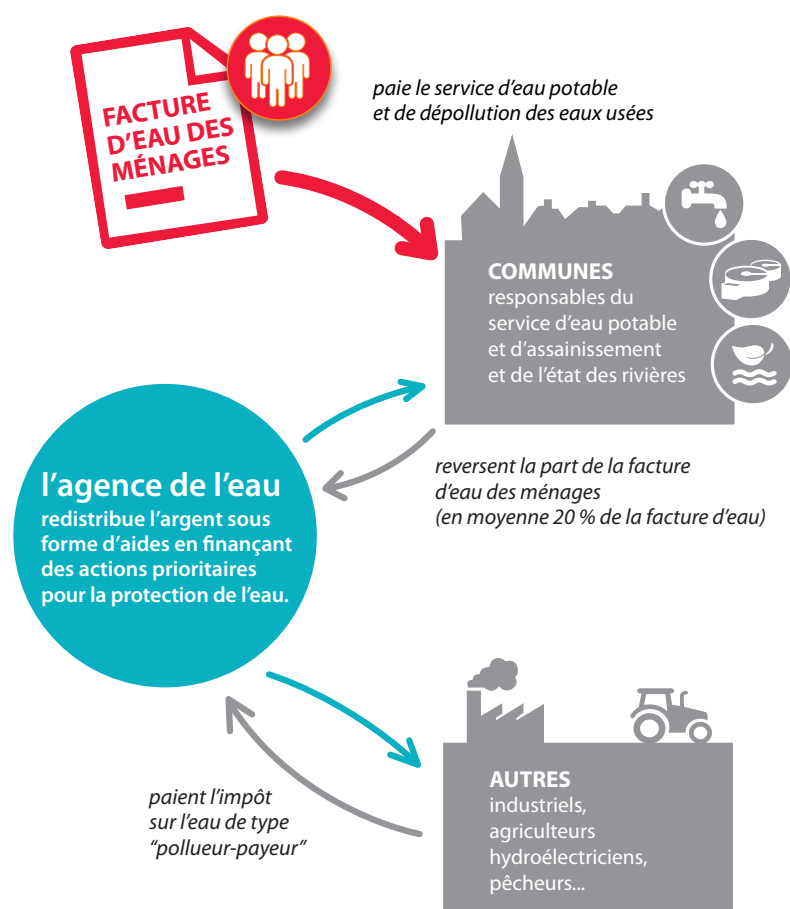 FACTURE
D'EAU DES
MÉNAGES
paie le service d'eau potable
et de dépollution des eaux usées
COMMUNES
responsables du
service d'eau potable
et d'assainissement
et de l'état des rivières
l'agence de l'eau
redistribue l'argent sous
forme d'aides en finançant
des actions prioritaires
pour la protection de l'eau.
reversent la part de la facture
d'eau des ménages
(en moyenne 20 % de la facture d'eau)
paient l'impôt
sur l'eau de type
“pollueur-payeur”
AUTRES
industriels,
agriculteurs
hydroélectriciens,
pêcheurs...